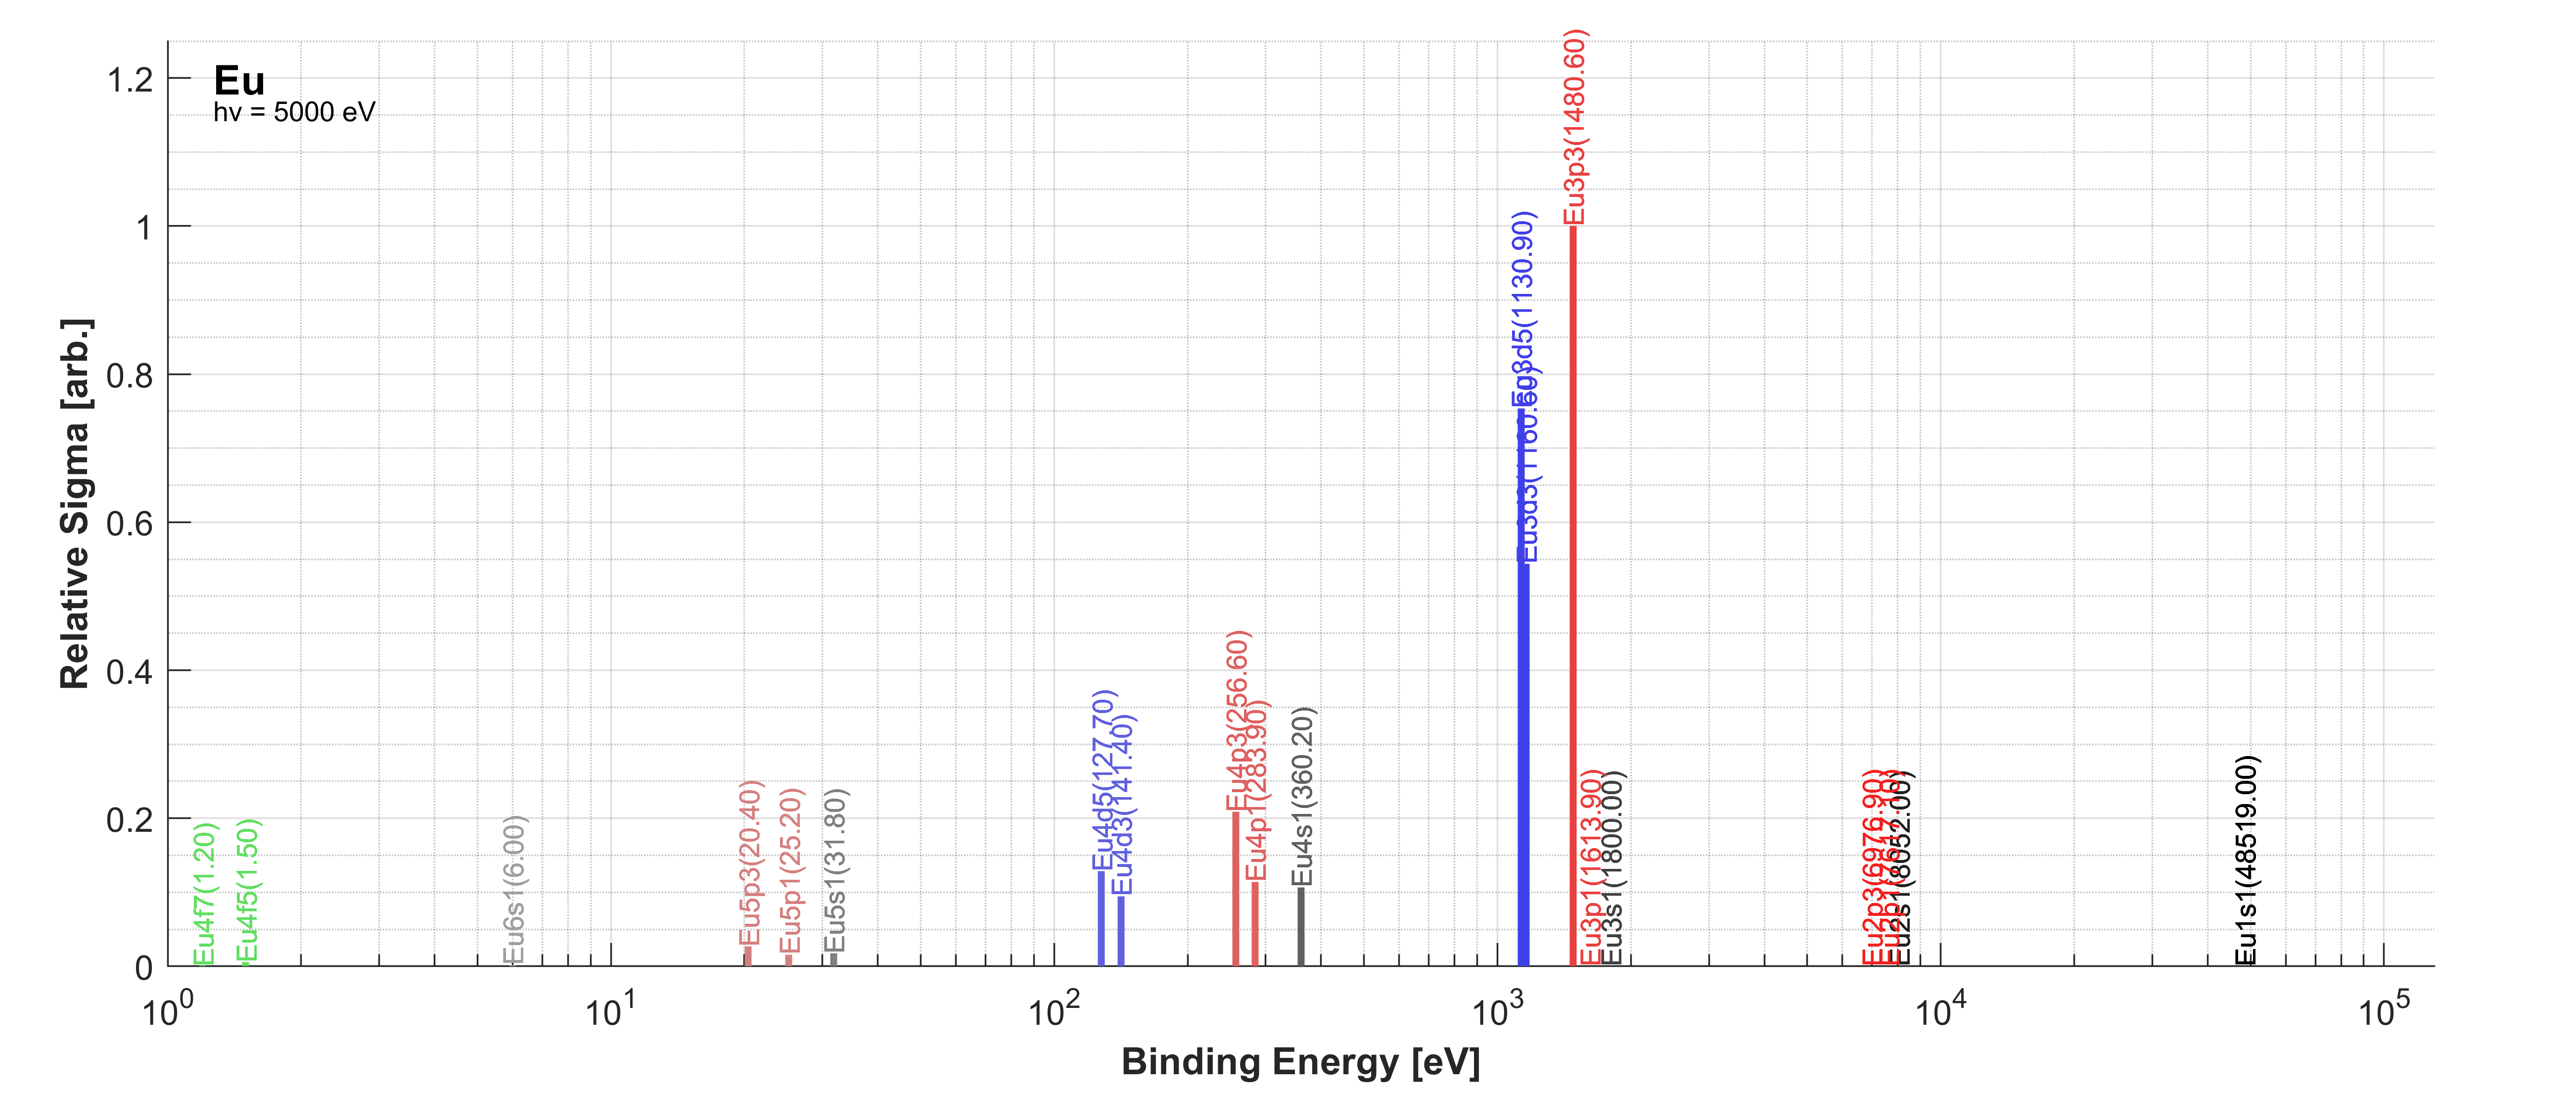 Eu
hv = 5000 eV
Relative Sigma [arb.]
1.2
1
0.8
0.6
0.4
0.2
0
Eu4f7(1.20)
Eu4f5(1.50)
Eu6s1(6.00)
Eu5p3(20.40)
Eu5p1(25.20)
Eu5s1(31.80)
Eu4d5(127.70)
Eu4d3(141.40)
Eu4p3(256.60)
Eu4p1(283.90)
Eu4s1(360.20)
Eu3d5(1130.90)
Eu3d3(1160.60)
Eu3p3(1480.60)
Eu3p1(1613.90)
Eu3s1(1800.00)
Eu2p3(6976.90)
Eu2s1(8052.00)
Eu1s1(48519.00)
10^0
10^1
10^2
10^3
10^4
10^5
Binding Energy [eV]